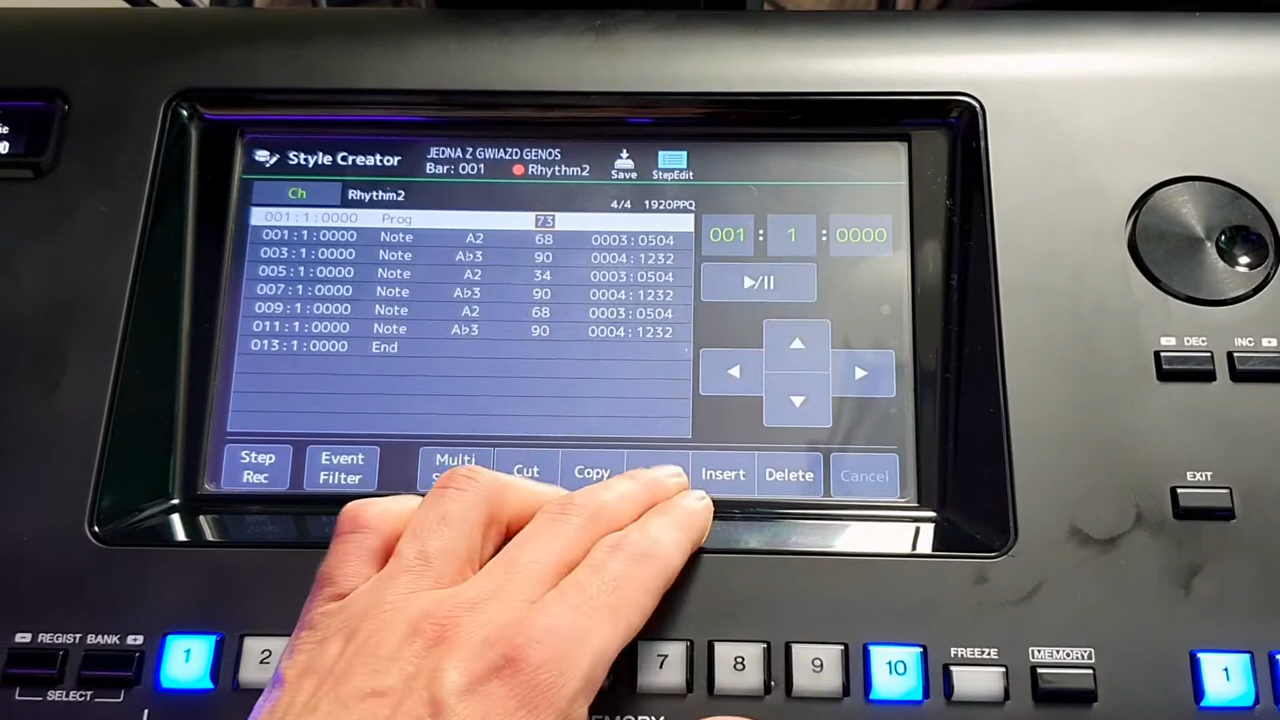 Style Creator
JEDNA Z GWIAZD GENOS
Bar: 001 Rhythm2
Save
StepEdit
Ch Rhythm2
4/4 1920PPQ
001:1:0000 Prog 73
001:1:0000 Note A2 68 0003:0504
003:1:0000 Note A♭3 90 0004:1232
005:1:0000 Note A2 34 0003:0504
007:1:0000 Note A♭3 90 0004:1232
009:1:0000 Note A2 68 0003:0504
011:1:0000 Note A♭3 90 0004:1232
013:1:0000 End
001 : 1 : 0000
Step Rec
Event Filter
Multi
Cut
Copy
Insert
Delete
Cancel
DEC
INC
EXIT
REGIST BANK
SELECT
1
2
7
8
9
10
FREEZE
MEMORY
1
MEMORY